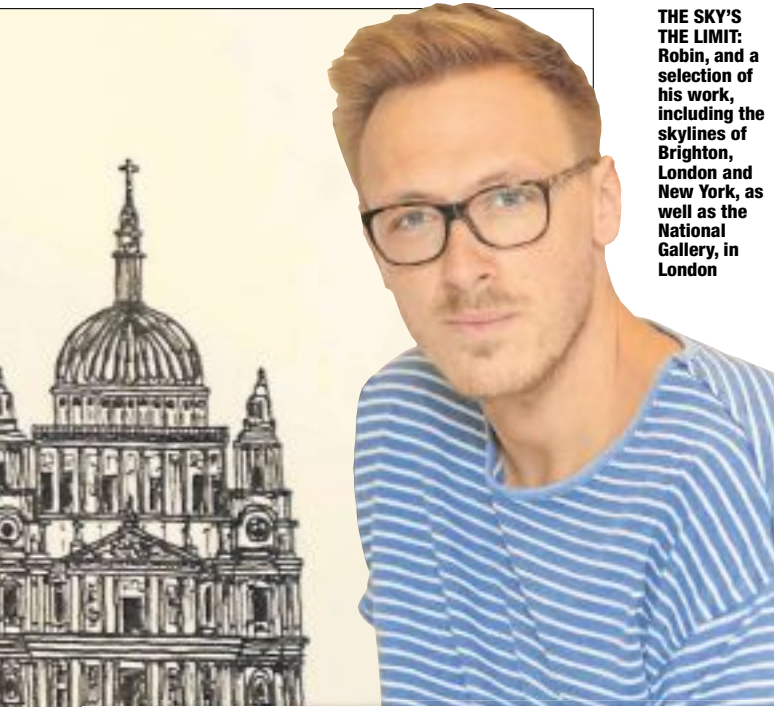 THE SKY'S
THE LIMIT:
Robin, and a
selection of
his work,
including the
skylines of
Brighton,
London and
New York, as
well as the
National
Gallery, in
London